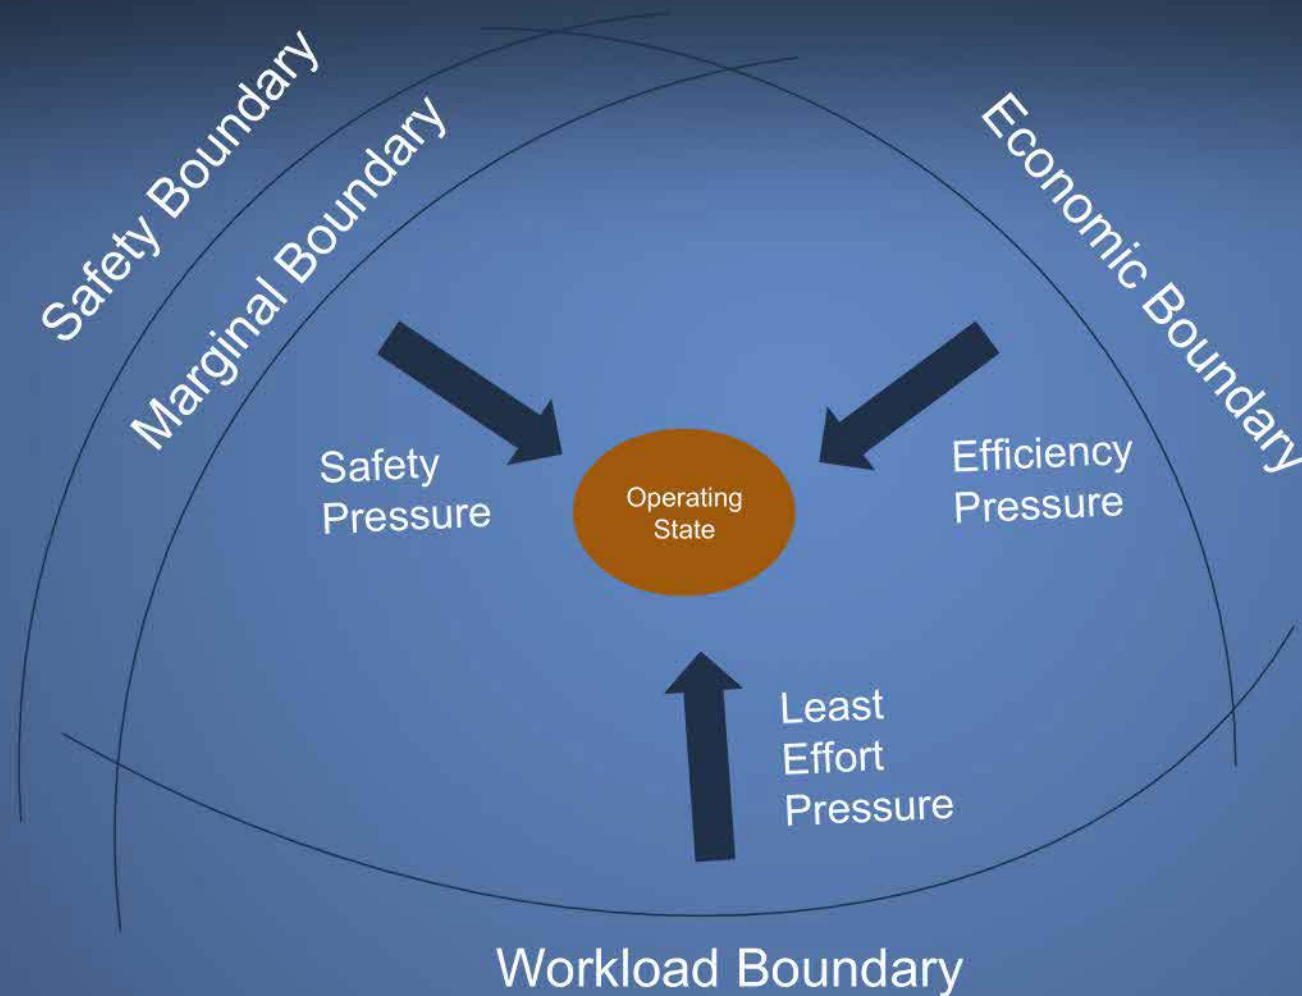 Safety Boundary
Marginal Boundary
Economic Boundary
Safety
Pressure
Operating
State
Efficiency
Pressure
Least
Effort
Pressure
Workload Boundary